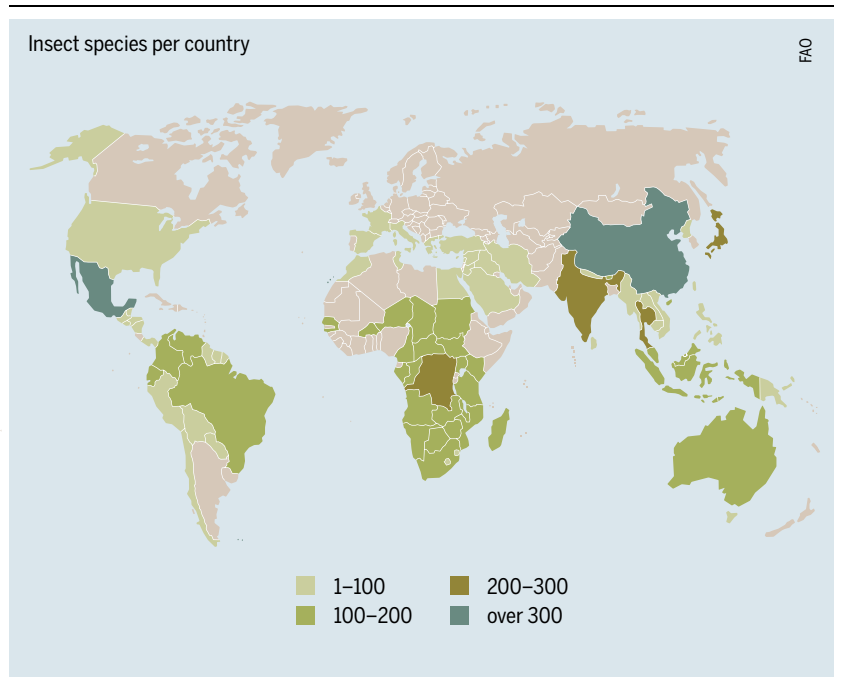 Insect species per country
FAO
1–100
200–300
100–200
over 300